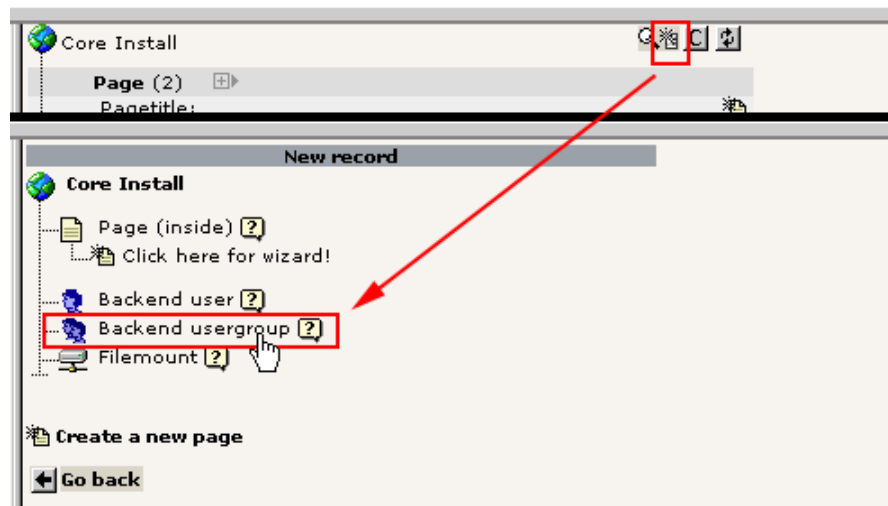 Core Install
C
Page (2)
Pagetitle:
New record
Core Install
Page (inside) ?
Click here for wizard!
Backend user ?
Backend usergroup ?
Filemount ?
Create a new page
Go back